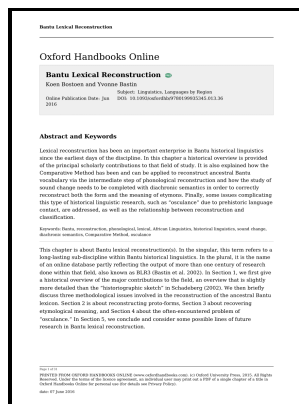 Bantu Lexical Reconstruction
Oxford Handbooks Online
Bantu Lexical Reconstruction
Koen Bostoen and Yvonne Bastin
Subject: Linguistics, Languages by Region
Online Publication Date: Jun DOI: 10.1093/oxfordhb/9780199935345.013.36
2016
Abstract and Keywords
Lexical reconstruction has been an important enterprise in Bantu historical linguistics
since the earliest days of the discipline. In this chapter a historical overview is provided
of the principal scholarly contributions to that field of study. It is also explained how the
Comparative Method has been and can be applied to reconstruct ancestral Bantu
vocabulary via the intermediate step of phonological reconstruction and how the study of
sound change needs to be completed with diachronic semantics in order to correctly
reconstruct both the form and the meaning of etymons. Finally, some issues complicating
this type of historical linguistic research, such as "osculance" due to prehistoric language
contact, are addressed, as well as the relationship between reconstruction and
classification.
Keywords: Bantu, reconstruction, phonological, lexical, African Linguistics, historical linguistics, sound change,
diachronic semantics, Comparative Method, osculance
This chapter is about Bantu lexical reconstruction(s). In the singular, this term refers to a
long-lasting sub-discipline within Bantu historical linguistics. In the plural, it is the name
of an online database partly reflecting the output of more than one century of research
done within that field, also known as BLR3 (Bastin et al. 2002). In Section 1, we first give
a historical overview of the major contributions to the field, an overview that is slightly
more detailed than the "historiographic sketch" in Schadeberg (2002). We then briefly
discuss three methodological issues involved in the reconstruction of the ancestral Bantu
lexicon. Section 2 is about reconstructing proto-forms, Section 3 about recovering
etymological meaning, and Section 4 about the often-encountered problem of
"osculance." In Section 5, we conclude and consider some possible lines of future
research in Bantu lexical reconstruction.
PRINTED FROM OXFORD HANDBOOKS ONLINE (www.oxfordhandbooks.com). (c) Oxford University Press, 2015. All Rights
Reserved. Under the terms of the licence agreement, an individual user may print out a PDF of a single chapter of a title in
Oxford Handbooks Online for personal use (for details see Privacy Policy).
date: 07 June 2016